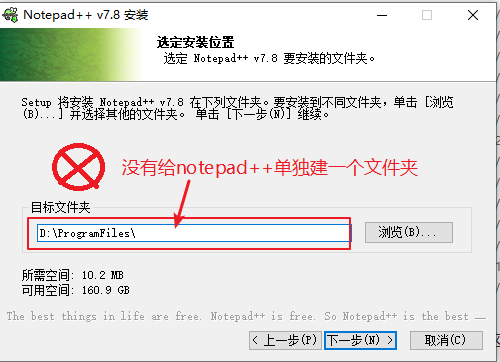 Notepad++ v7.8 安装
选定安装位置
选定 Notepad++ v7.8 要安装的文件夹。
Setup 将安装 Notepad++ v7.8 在下列文件夹。要安装到不同文件夹，单击 [浏览
(B)...] 并选择其他的文件夹。 单击 [下一步(N)] 继续。
没有给notepad++单独建一个文件夹
目标文件夹
D:\ProgramFiles\
浏览(B)...
所需空间: 10.2 MB
可用空间: 160.9 GB
The best things in life are free. Notepad++ is free. So Notepad++ is the best
< 上一步(P)
下一步(N) >
取消(C)